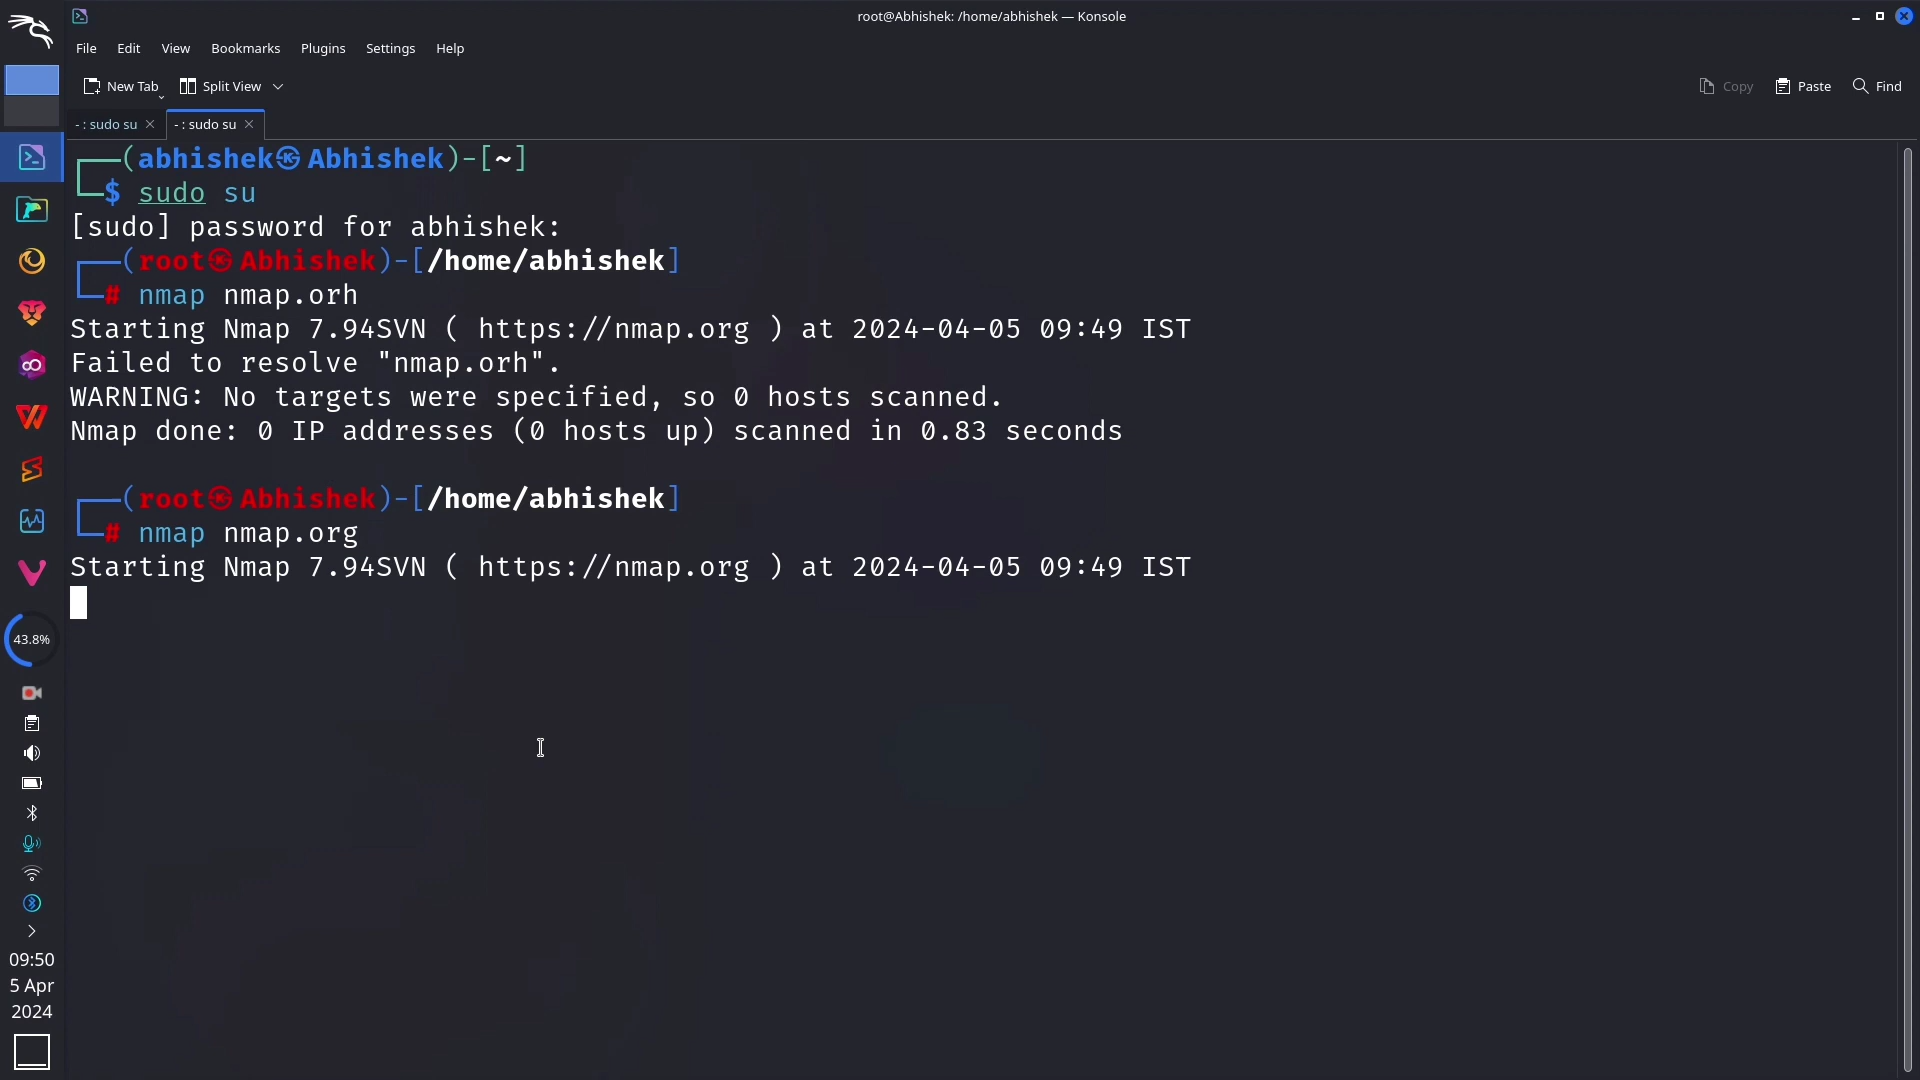 root@Abhishek: /home/abhishek — Konsole
File Edit View Bookmarks Plugins Settings Help
New Tab Split View Copy Paste Find
- : sudo su - : sudo su
┌──(abhishek㉿Abhishek)-[~]
└─$ sudo su
[sudo] password for abhishek:
┌──(root㉿Abhishek)-[/home/abhishek]
└─# nmap nmap.orh
Starting Nmap 7.94SVN ( https://nmap.org ) at 2024-04-05 09:49 IST
Failed to resolve "nmap.orh".
WARNING: No targets were specified, so 0 hosts scanned.
Nmap done: 0 IP addresses (0 hosts up) scanned in 0.83 seconds
┌──(root㉿Abhishek)-[/home/abhishek]
└─# nmap nmap.org
Starting Nmap 7.94SVN ( https://nmap.org ) at 2024-04-05 09:49 IST
43.8%
09:50
5 Apr
2024